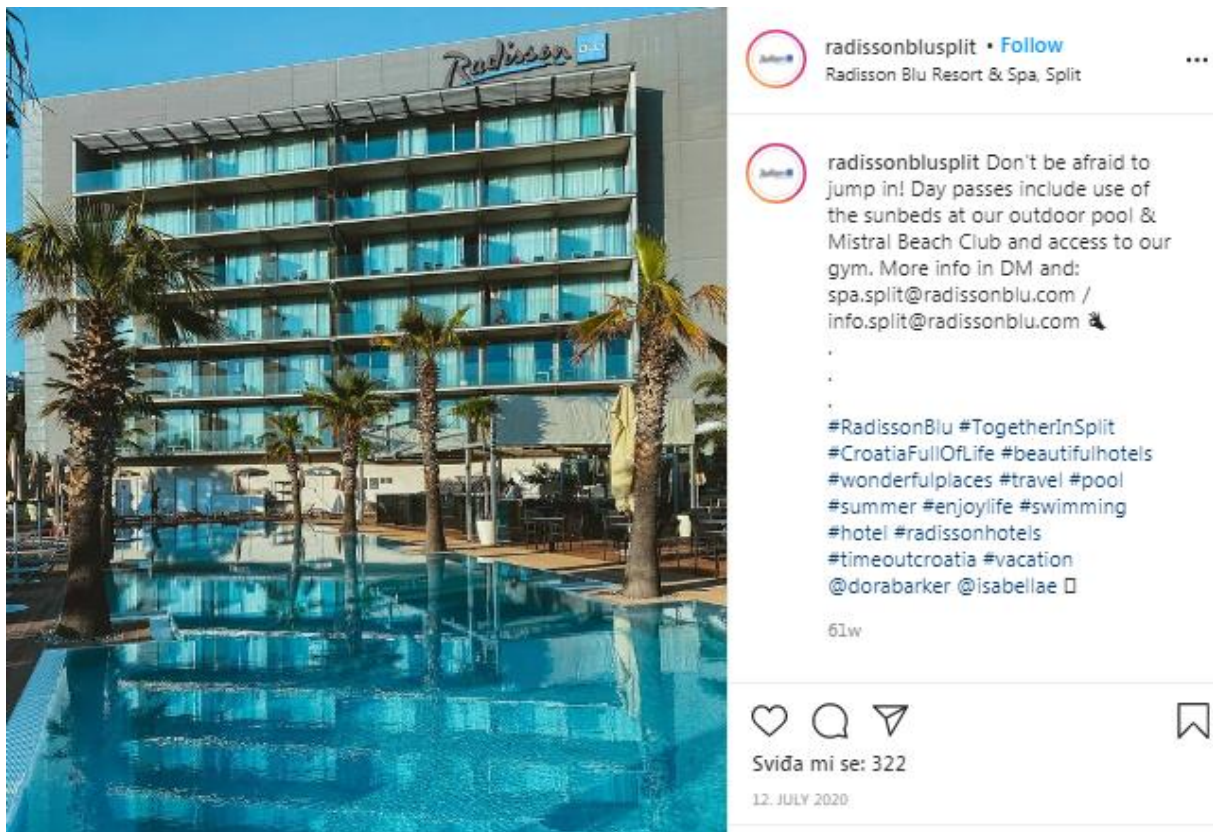 Radisson BLU
radissonblusplit • Follow
Radisson Blu Resort & Spa, Split
radissonblusplit Don't be afraid to
jump in! Day passes include use of
the sunbeds at our outdoor pool &
Mistral Beach Club and access to our
gym. More info in DM and:
spa.split@radissonblu.com /
info.split@radissonblu.com
.
.
.
#RadissonBlu #TogetherInSplit
#CroatiaFullOfLife #beautifulhotels
#wonderfulplaces #travel #pool
#summer #enjoylife #swimming
#hotel #radissonhotels
#timeoutcroatia #vacation
@dorabarker @isabellae
61w
Sviđa mi se: 322
12. JULY 2020